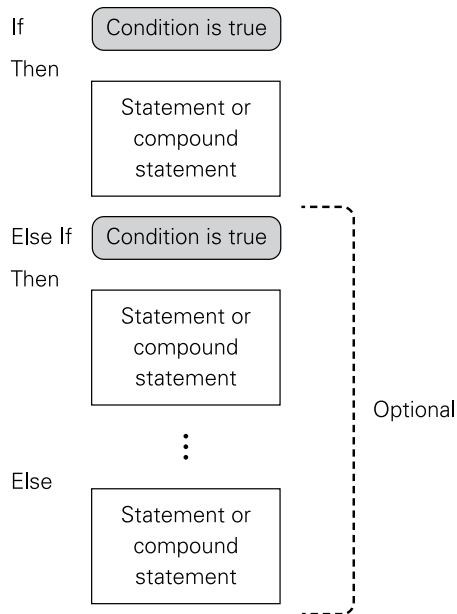 If Condition is true
Then
Statement or
compound
statement
Else If Condition is true
Then
Statement or
compound
statement
Optional
Else
Statement or
compound
statement